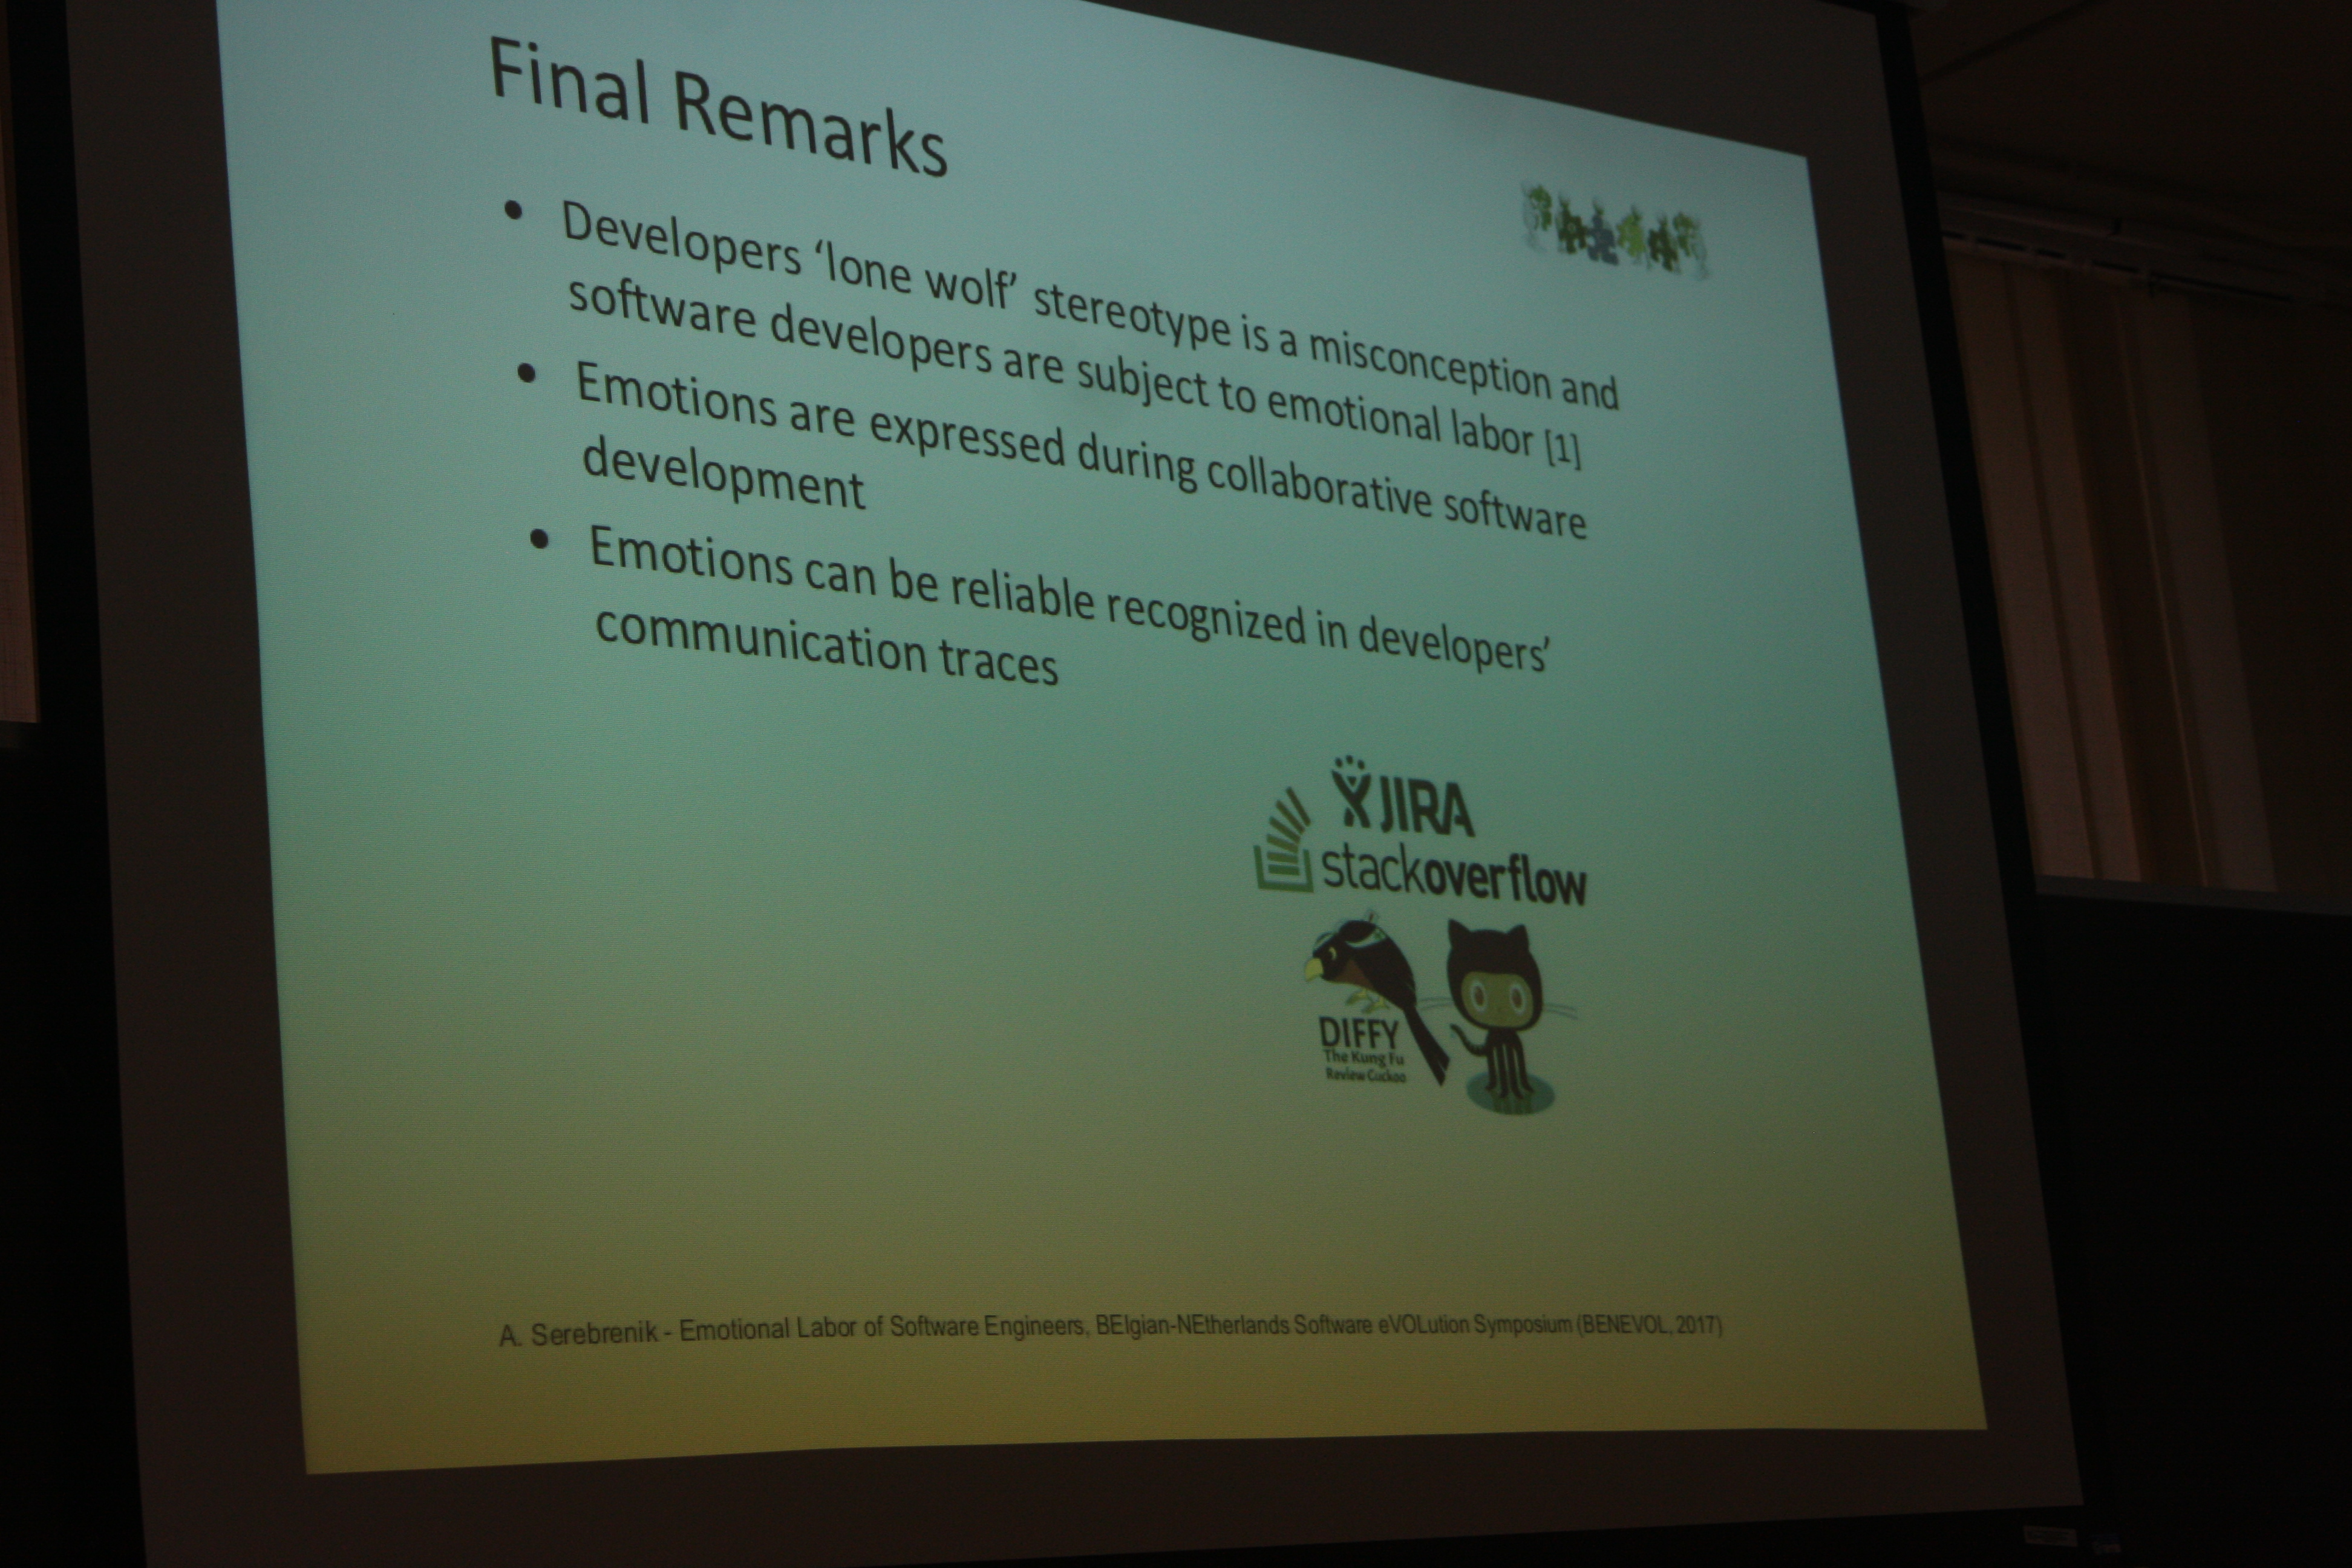 Final Remarks
• Developers ‘lone wolf’ stereotype is a misconception and
software developers are subject to emotional labor [1]
• Emotions are expressed during collaborative software
development
• Emotions can be reliable recognized in developers’
communication traces
JIRA
stackoverflow
DIFFY
The Kung Fu
Review Cuckoo
A. Serebrenik - Emotional Labor of Software Engineers, BElgian-NEtherlands Software eVOLution Symposium (BENEVOL, 2017)